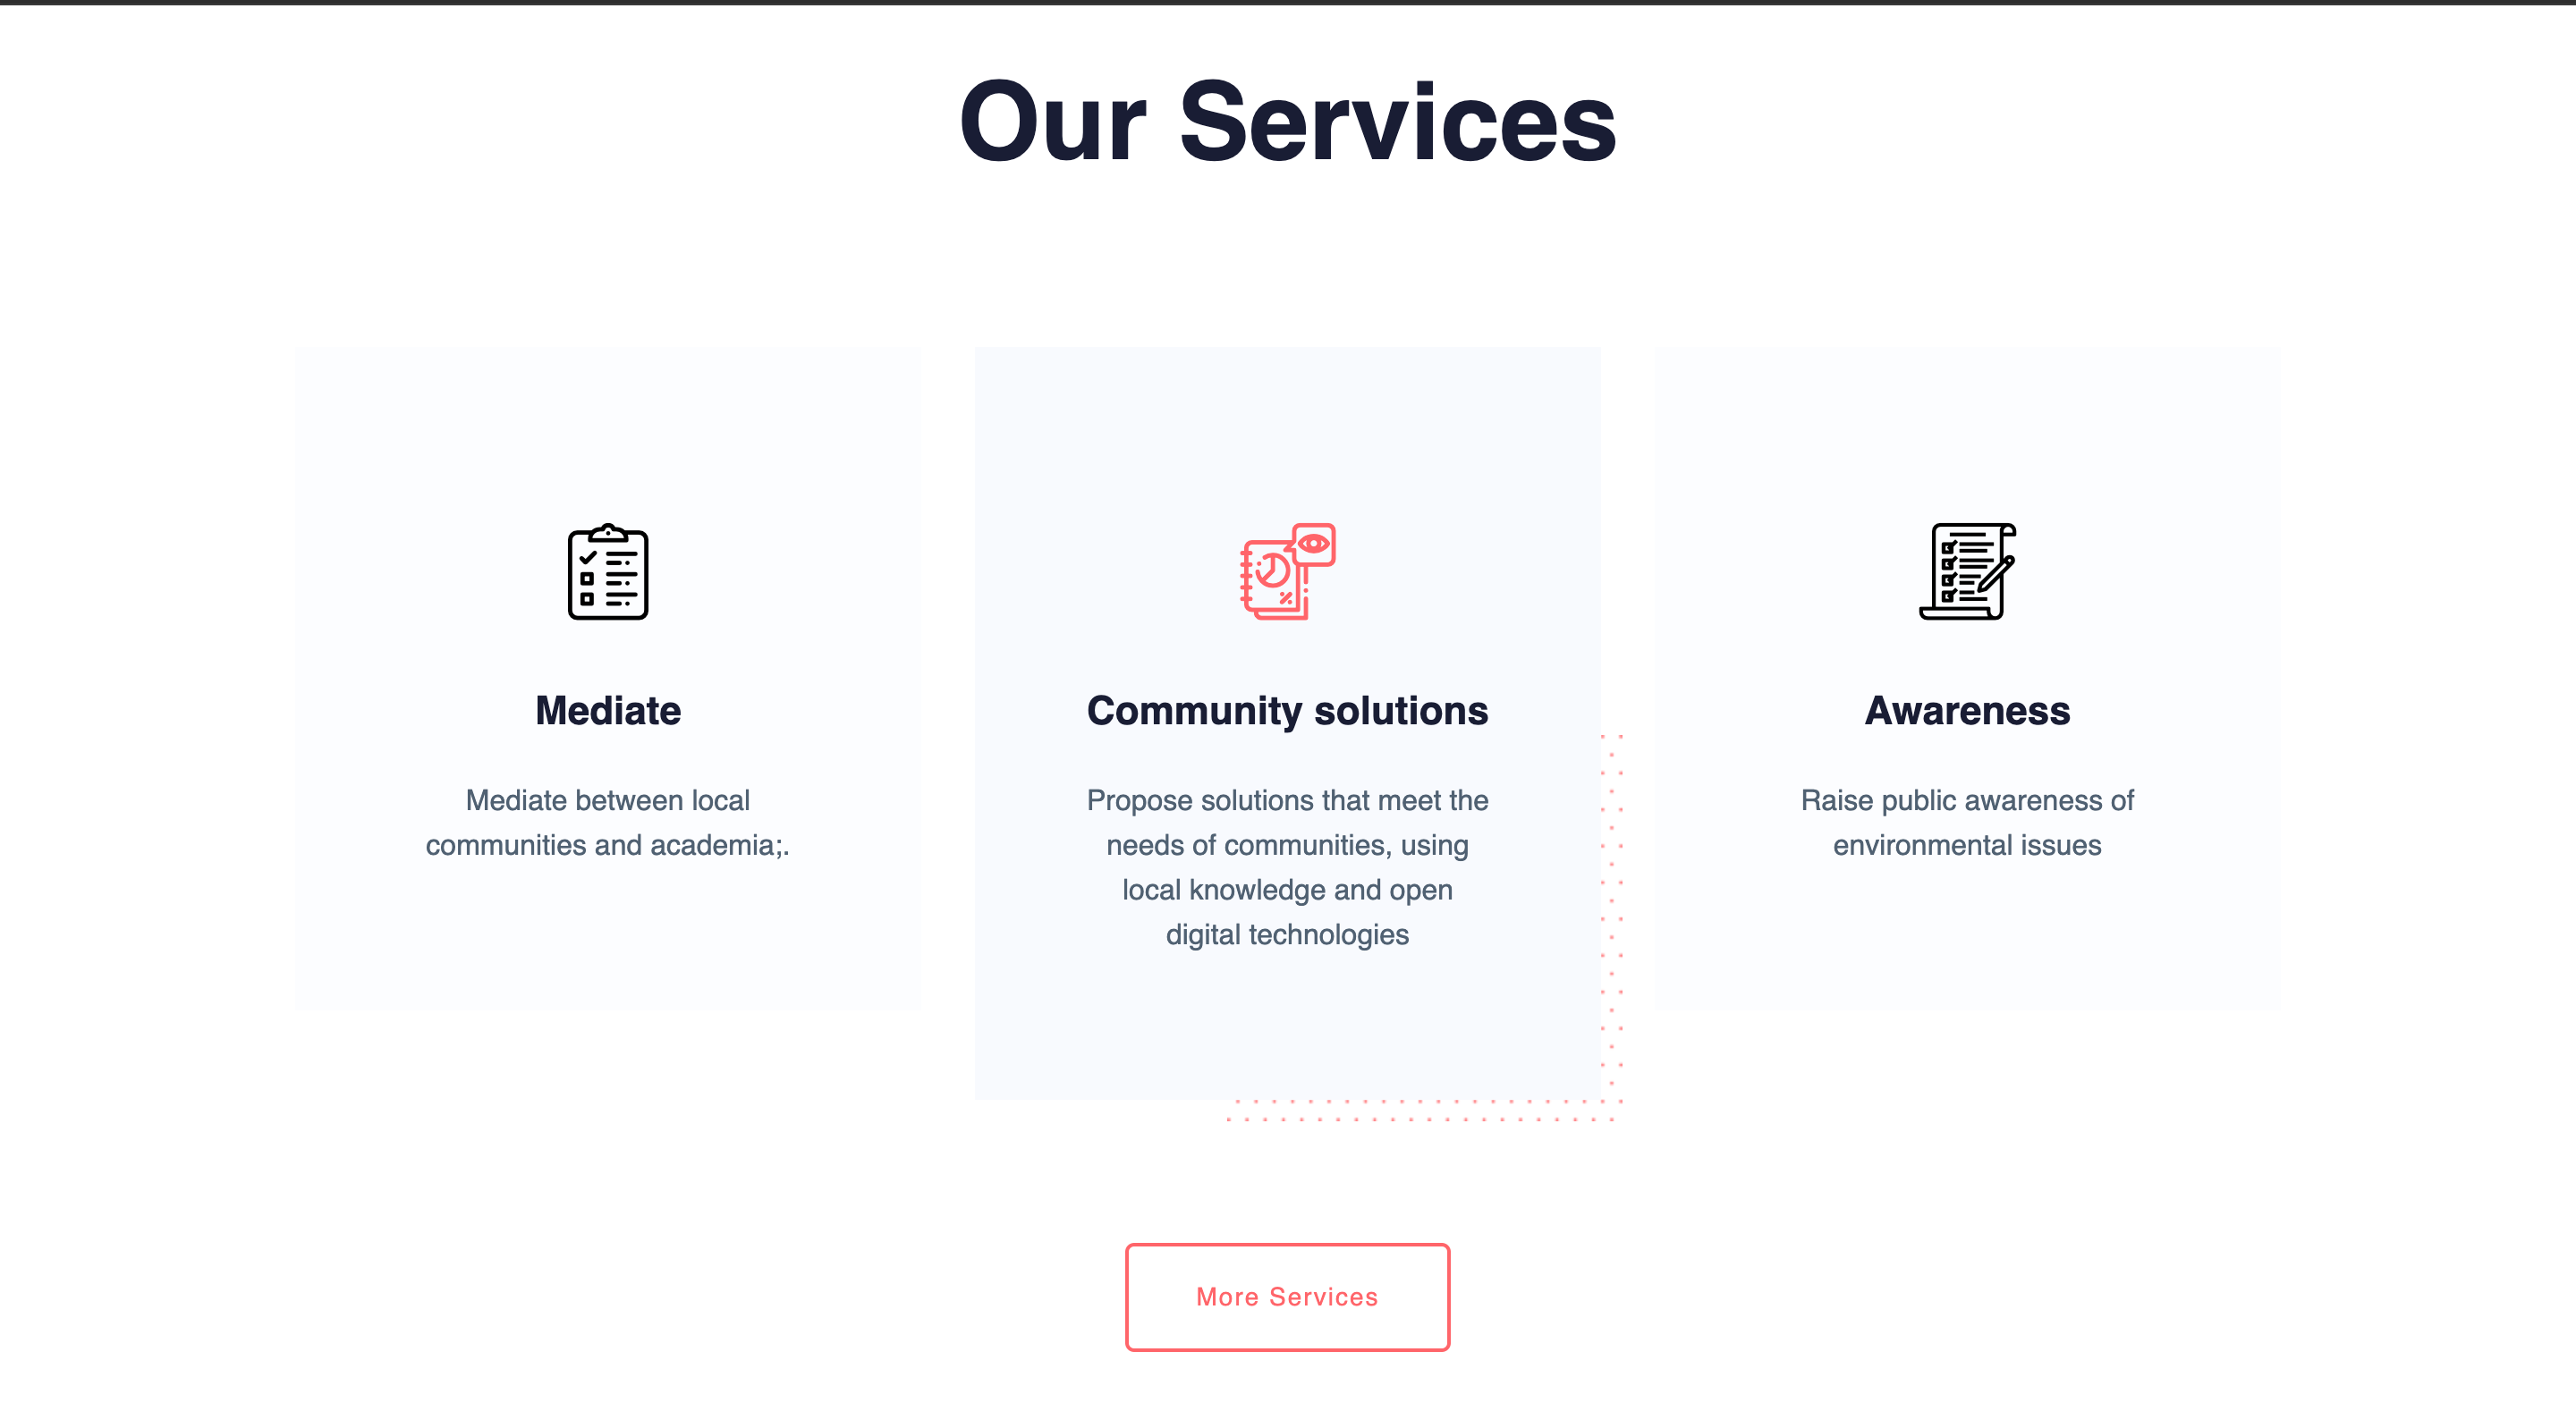 Our Services
Mediate
Mediate between local
communities and academia;.
Community solutions
Propose solutions that meet the
needs of communities, using
local knowledge and open
digital technologies
Awareness
Raise public awareness of
environmental issues
More Services